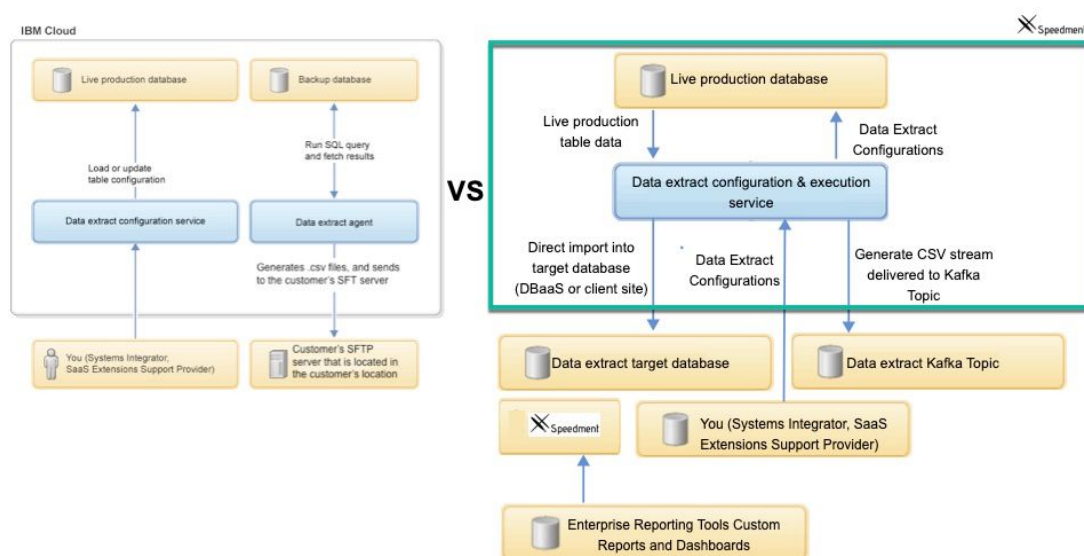 IBM Cloud
Live production database
Backup database
Load or update
table configuration
Run SQL query
and fetch results
Data extract configuration service
Data extract agent
Generates .csv files, and sends
to the customer's SFT server
You (Systems Integrator,
SaaS Extensions Support Provider)
Customer's SFTP
server that is located in
the customer's location
VS
Speedment
Live production database
Live production
table data
Data Extract
Configurations
Data extract configuration & execution
service
Direct import into
target database
(DBaaS or client site)
Data Extract
Configurations
Generate CSV stream
delivered to Kafka
Topic
Data extract target database
Data extract Kafka Topic
Speedment
You (Systems Integrator, SaaS
Extensions Support Provider)
Enterprise Reporting Tools Custom
Reports and Dashboards